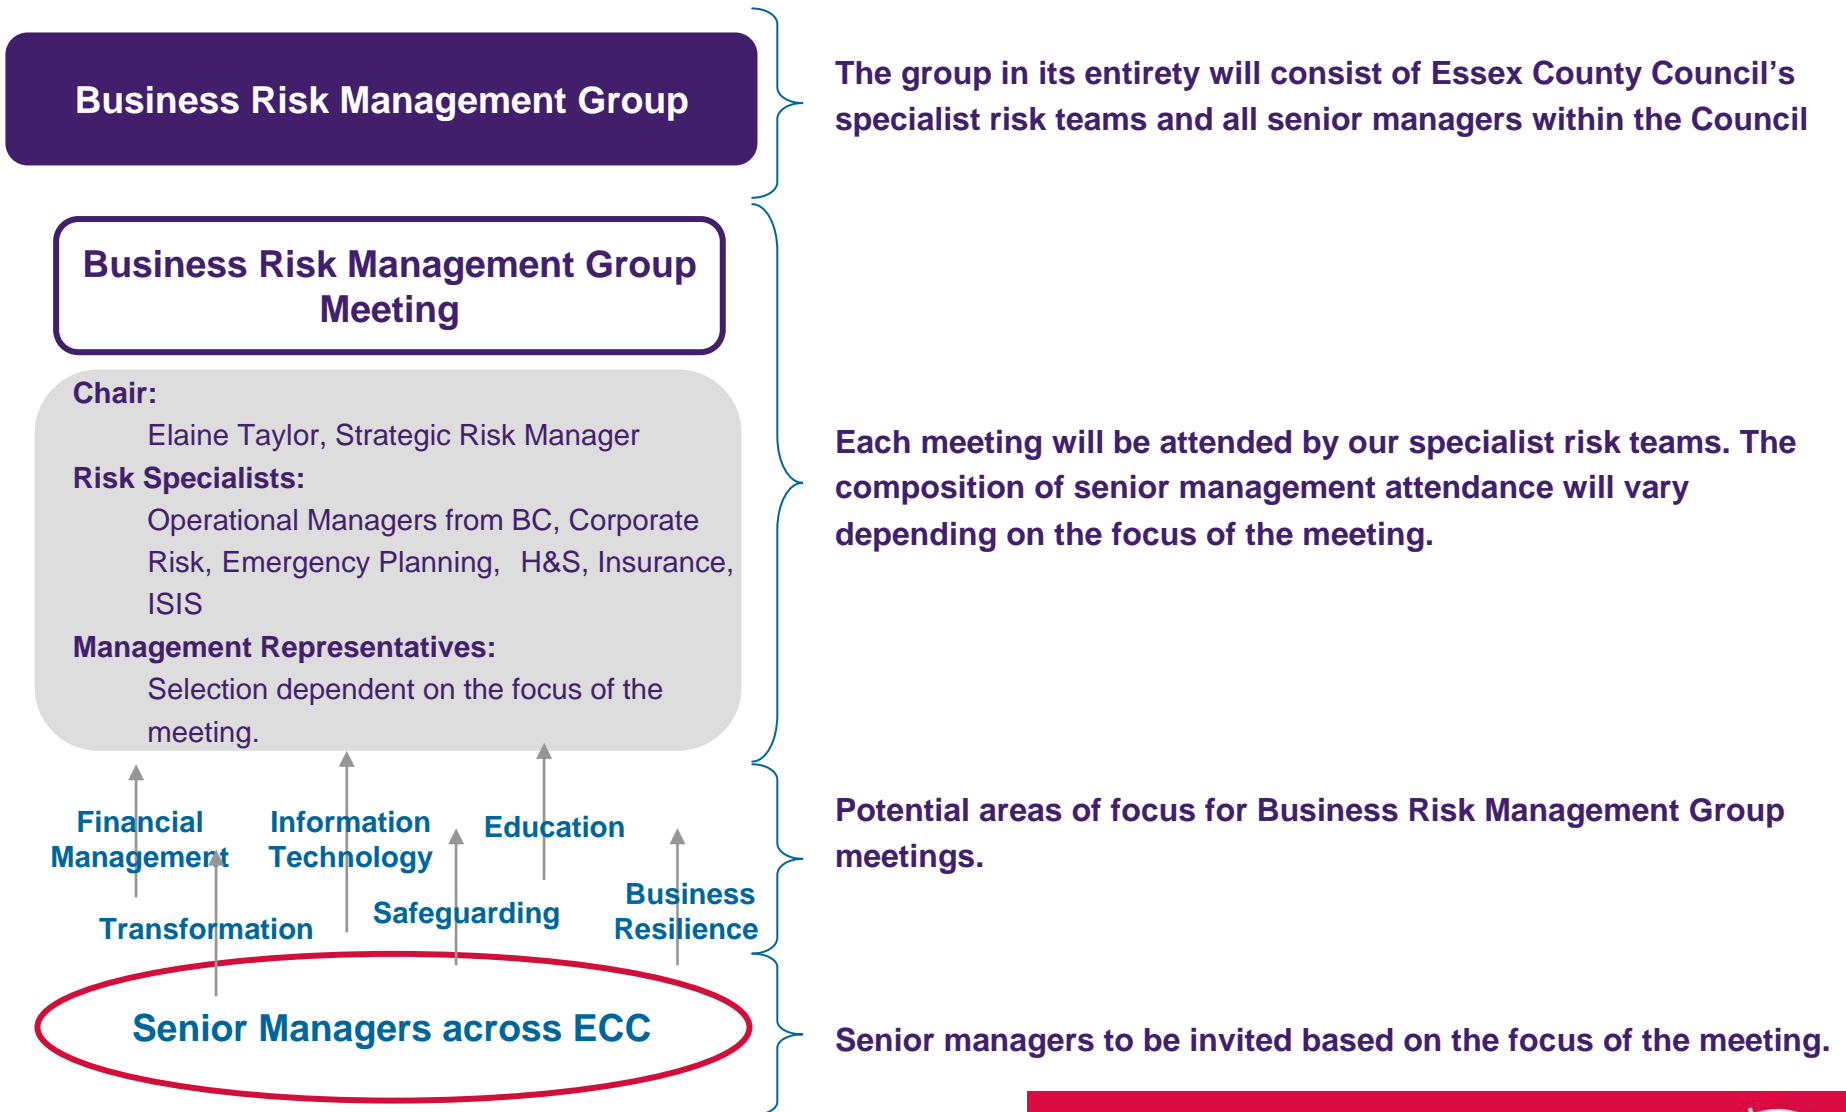 Business Risk Management Group
The group in its entirety will consist of Essex County Council's
specialist risk teams and all senior managers within the Council
Business Risk Management Group
Meeting
Chair:
Elaine Taylor, Strategic Risk Manager
Risk Specialists:
Operational Managers from BC, Corporate
Risk, Emergency Planning, H&S, Insurance,
ISIS
Management Representatives:
Selection dependent on the focus of the
meeting.
Each meeting will be attended by our specialist risk teams. The
composition of senior management attendance will vary
depending on the focus of the meeting.
Financial
Management
Information
Technology
Education
Transformation
Safeguarding
Business
Resilience
Potential areas of focus for Business Risk Management Group
meetings.
Senior Managers across ECC
Senior managers to be invited based on the focus of the meeting.